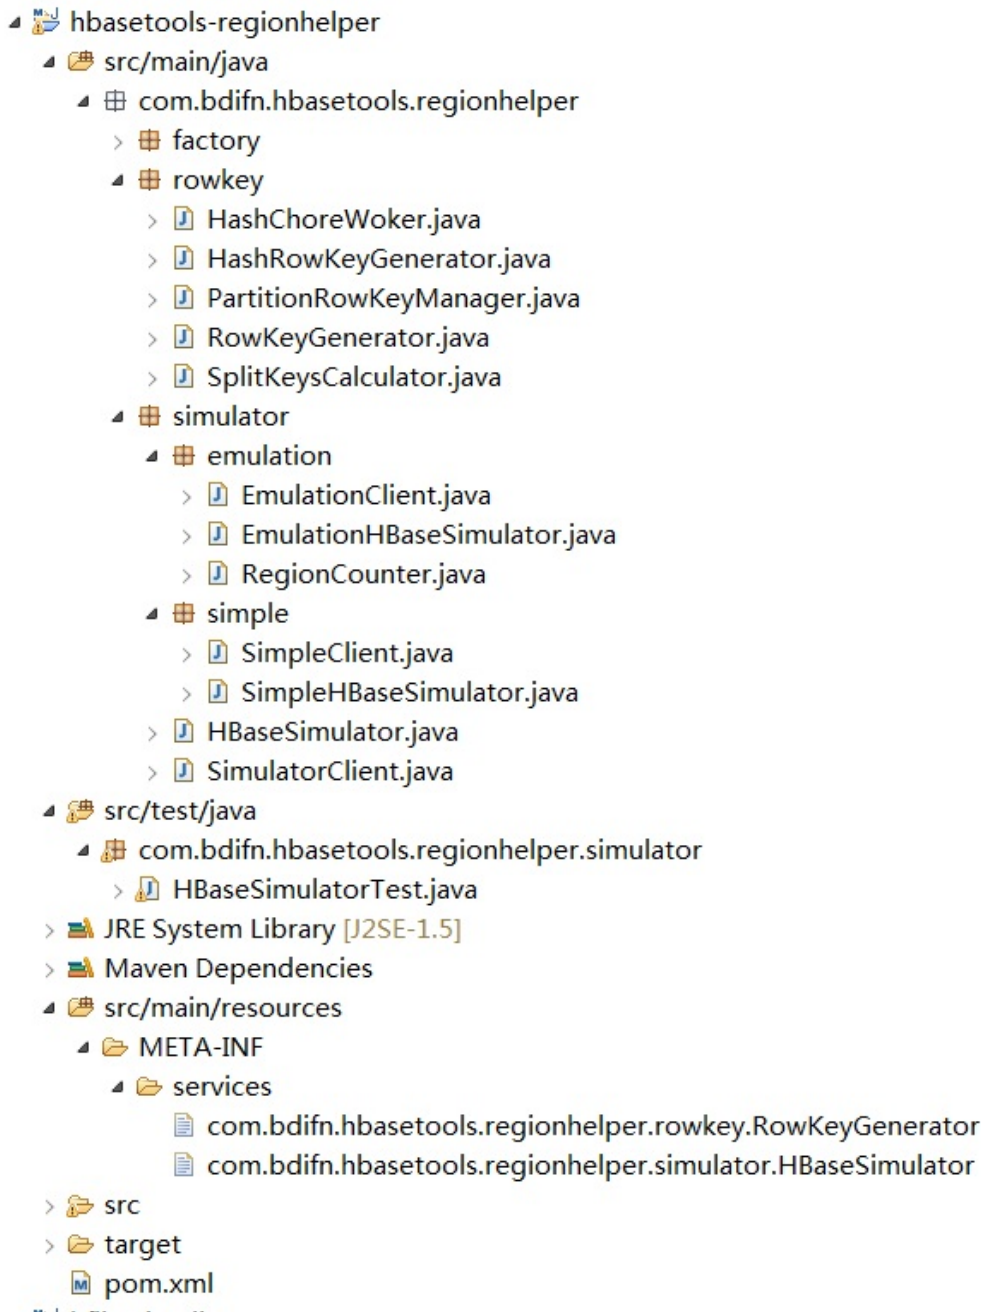 hbasetools-regionhelper
src/main/java
com.bdifn.hbasetools.regionhelper
factory
rowkey
HashChoreWoker.java
HashRowKeyGenerator.java
PartitionRowKeyManager.java
RowKeyGenerator.java
SplitKeysCalculator.java
simulator
emulation
EmulationClient.java
EmulationHBaseSimulator.java
RegionCounter.java
simple
SimpleClient.java
SimpleHBaseSimulator.java
HBaseSimulator.java
SimulatorClient.java
src/test/java
com.bdifn.hbasetools.regionhelper.simulator
HBaseSimulatorTest.java
JRE System Library [J2SE-1.5]
Maven Dependencies
src/main/resources
META-INF
services
com.bdifn.hbasetools.regionhelper.rowkey.RowKeyGenerator
com.bdifn.hbasetools.regionhelper.simulator.HBaseSimulator
src
target
pom.xml